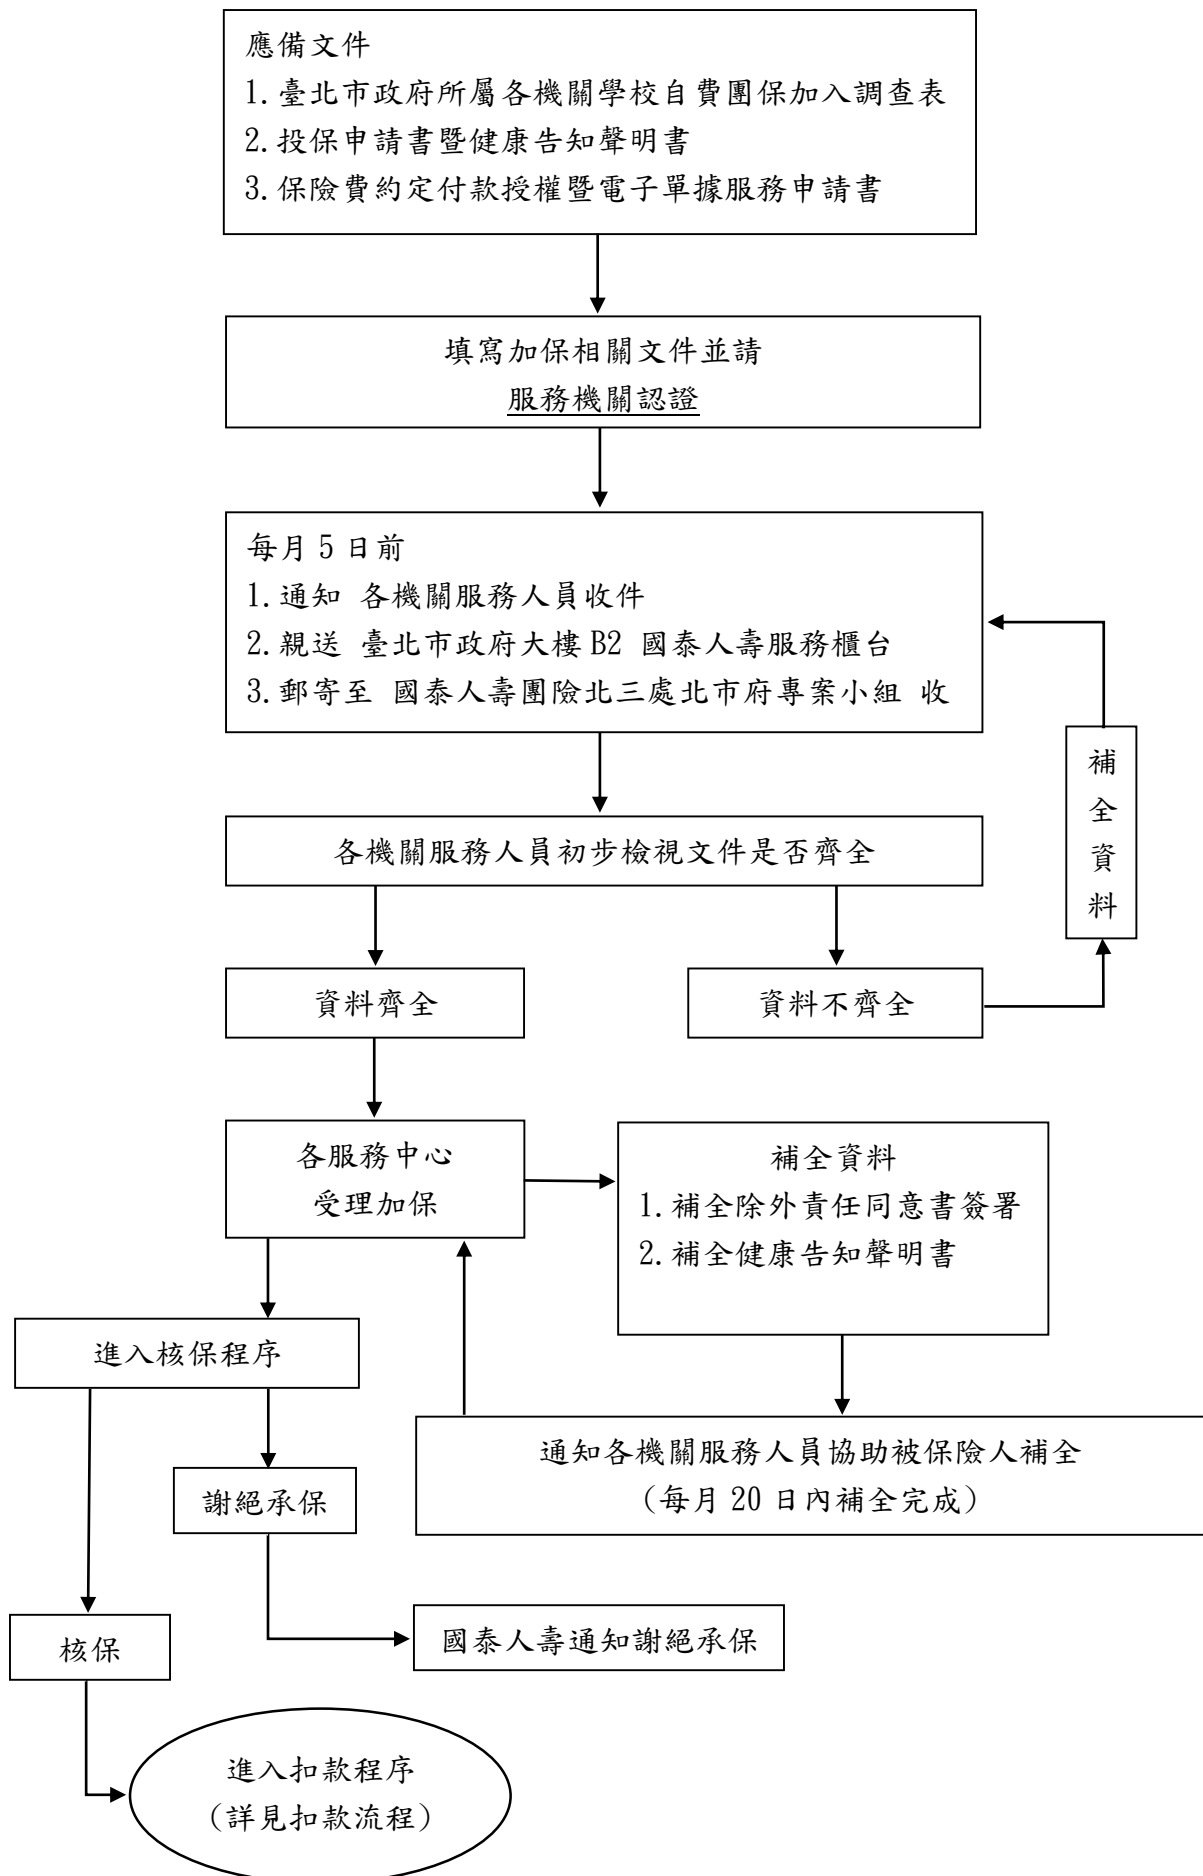 應備文件
1.臺北市政府所屬各機關學校自費團保加入調查表
2.投保申請書暨健康告知聲明書
3.保險費約定付款授權暨電子單據服務申請書
填寫加保相關文件並請
服務機關認證
每月5日前
1.通知 各機關服務人員收件
2.親送 臺北市政府大樓B2 國泰人壽服務櫃台
3.郵寄至 國泰人壽團險北三處北市府專案小組 收
補
全
資
料
各機關服務人員初步檢視文件是否齊全
資料齊全
資料不齊全
各服務中心
受理加保
補全資料
1.補全除外責任同意書簽署
2.補全健康告知聲明書
進入核保程序
通知各機關服務人員協助被保險人補全
(每月20日內補全完成)
謝絕承保
核保
國泰人壽通知謝絕承保
進入扣款程序
(詳見扣款流程)